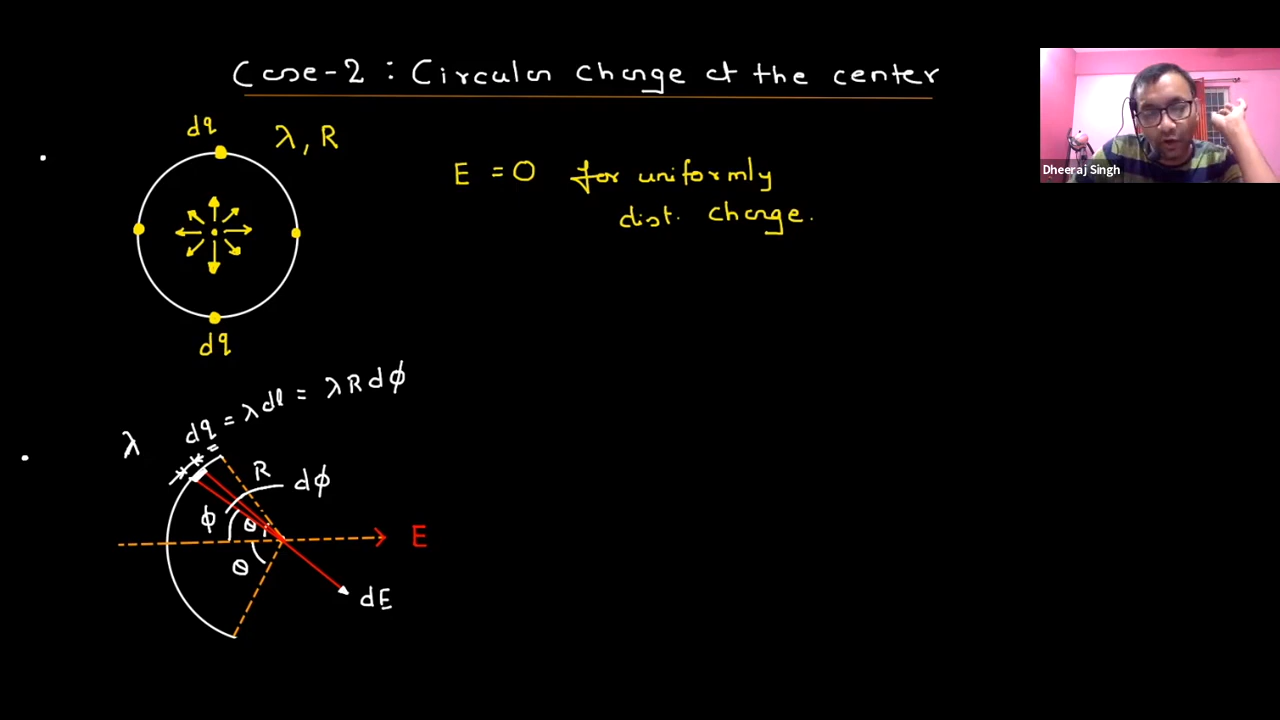 Case-2 : Circular charge at the center
dq
λ, R
E = 0 for uniformly
dist. charge.
dq
Dheeraj Singh
λ
dq = λdl = λRdϕ
R
dϕ
ϕ
θ
E
θ
dE